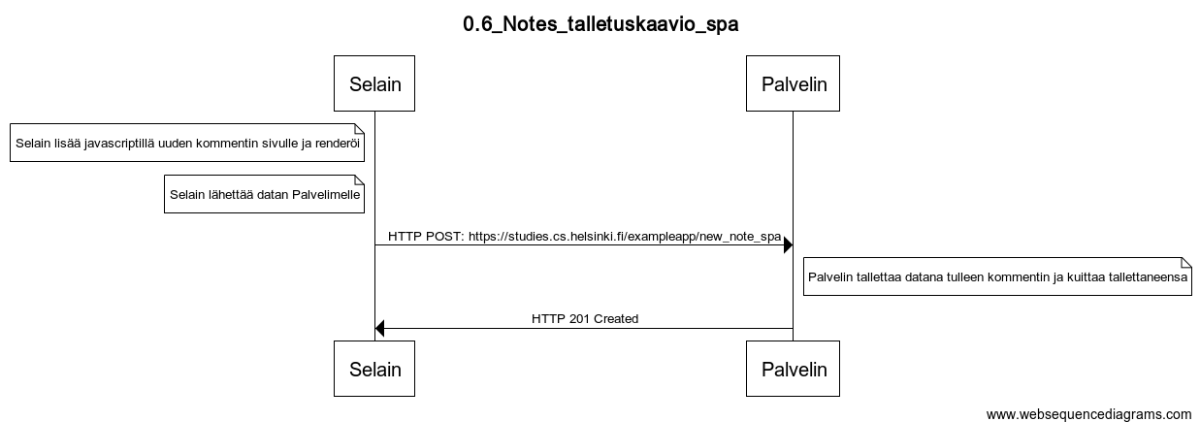 0.6_Notes_talletuskaavio_spa
Selain
Palvelin
Selain lisää javascriptillä uuden kommentin sivulle ja renderöi
Selain lähettää datan Palvelimelle
HTTP POST: https://studies.cs.helsinki.fi/exampleapp/new_note_spa
Palvelin tallettaa datana tulleen kommentin ja kuittaa tallettaneensa
HTTP 201 Created
Selain
Palvelin
www.websequencediagrams.com